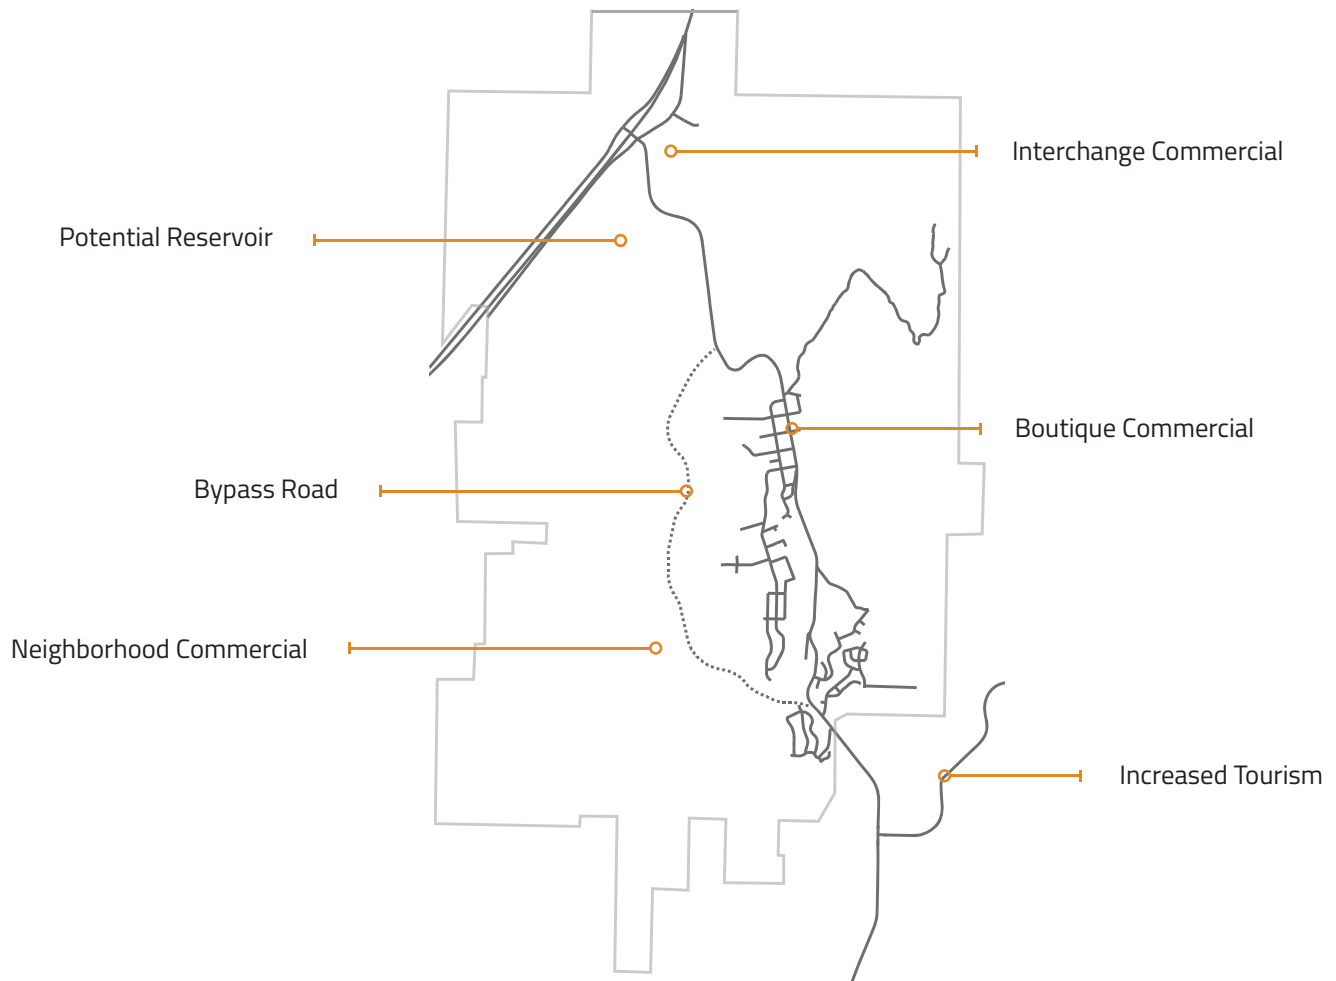 Interchange Commercial
Potential Reservoir
Boutique Commercial
Bypass Road
Neighborhood Commercial
Increased Tourism